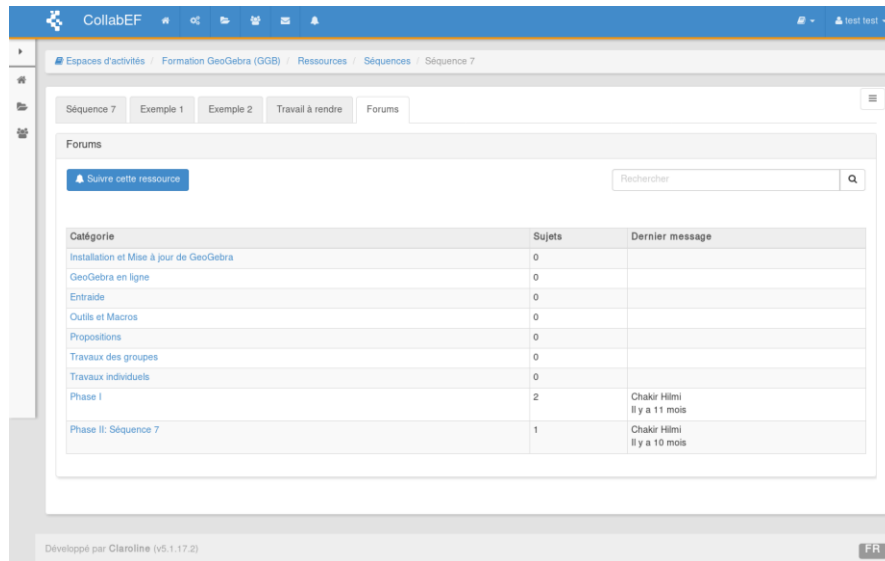 CollabEF
test test
Espaces d'activités / Formation GeoGebra (GGB) / Ressources / Séquences / Séquence 7
Séquence 7 Exemple 1 Exemple 2 Travail à rendre Forums
Forums
Suivre cette ressource Rechercher
Catégorie Sujets Dernier message
Installation et Mise à jour de GeoGebra 0
GeoGebra en ligne 0
Entraide 0
Outils et Macros 0
Propositions 0
Travaux des groupes 0
Travaux individuels 0
Phase I 2 Chakir Hilmi
Il y a 11 mois
Phase II: Séquence 7 1 Chakir Hilmi
Il y a 10 mois
Développé par Claroline (v5.1.17.2) FR